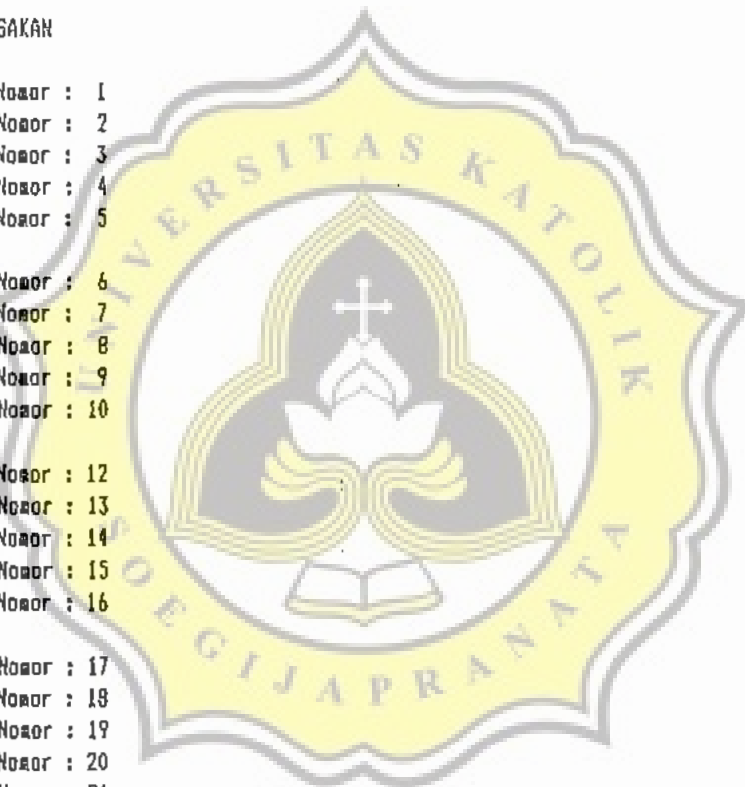 Nomor : 1
Nomor : 2
Nomor : 3
Nomor : 4
Nomor : 5
Nomor : 6
Nomor : 7
Nomor : 8
Nomor : 9
Nomor : 10
Nomor : 12
Nomor : 13
Nomor : 14
Nomor : 15
Nomor : 16
Nomor : 17
Nomor : 18
Nomor : 19
Nomor : 20
UNIVERSITAS KATOLIK
SOEGIJAPRANATA